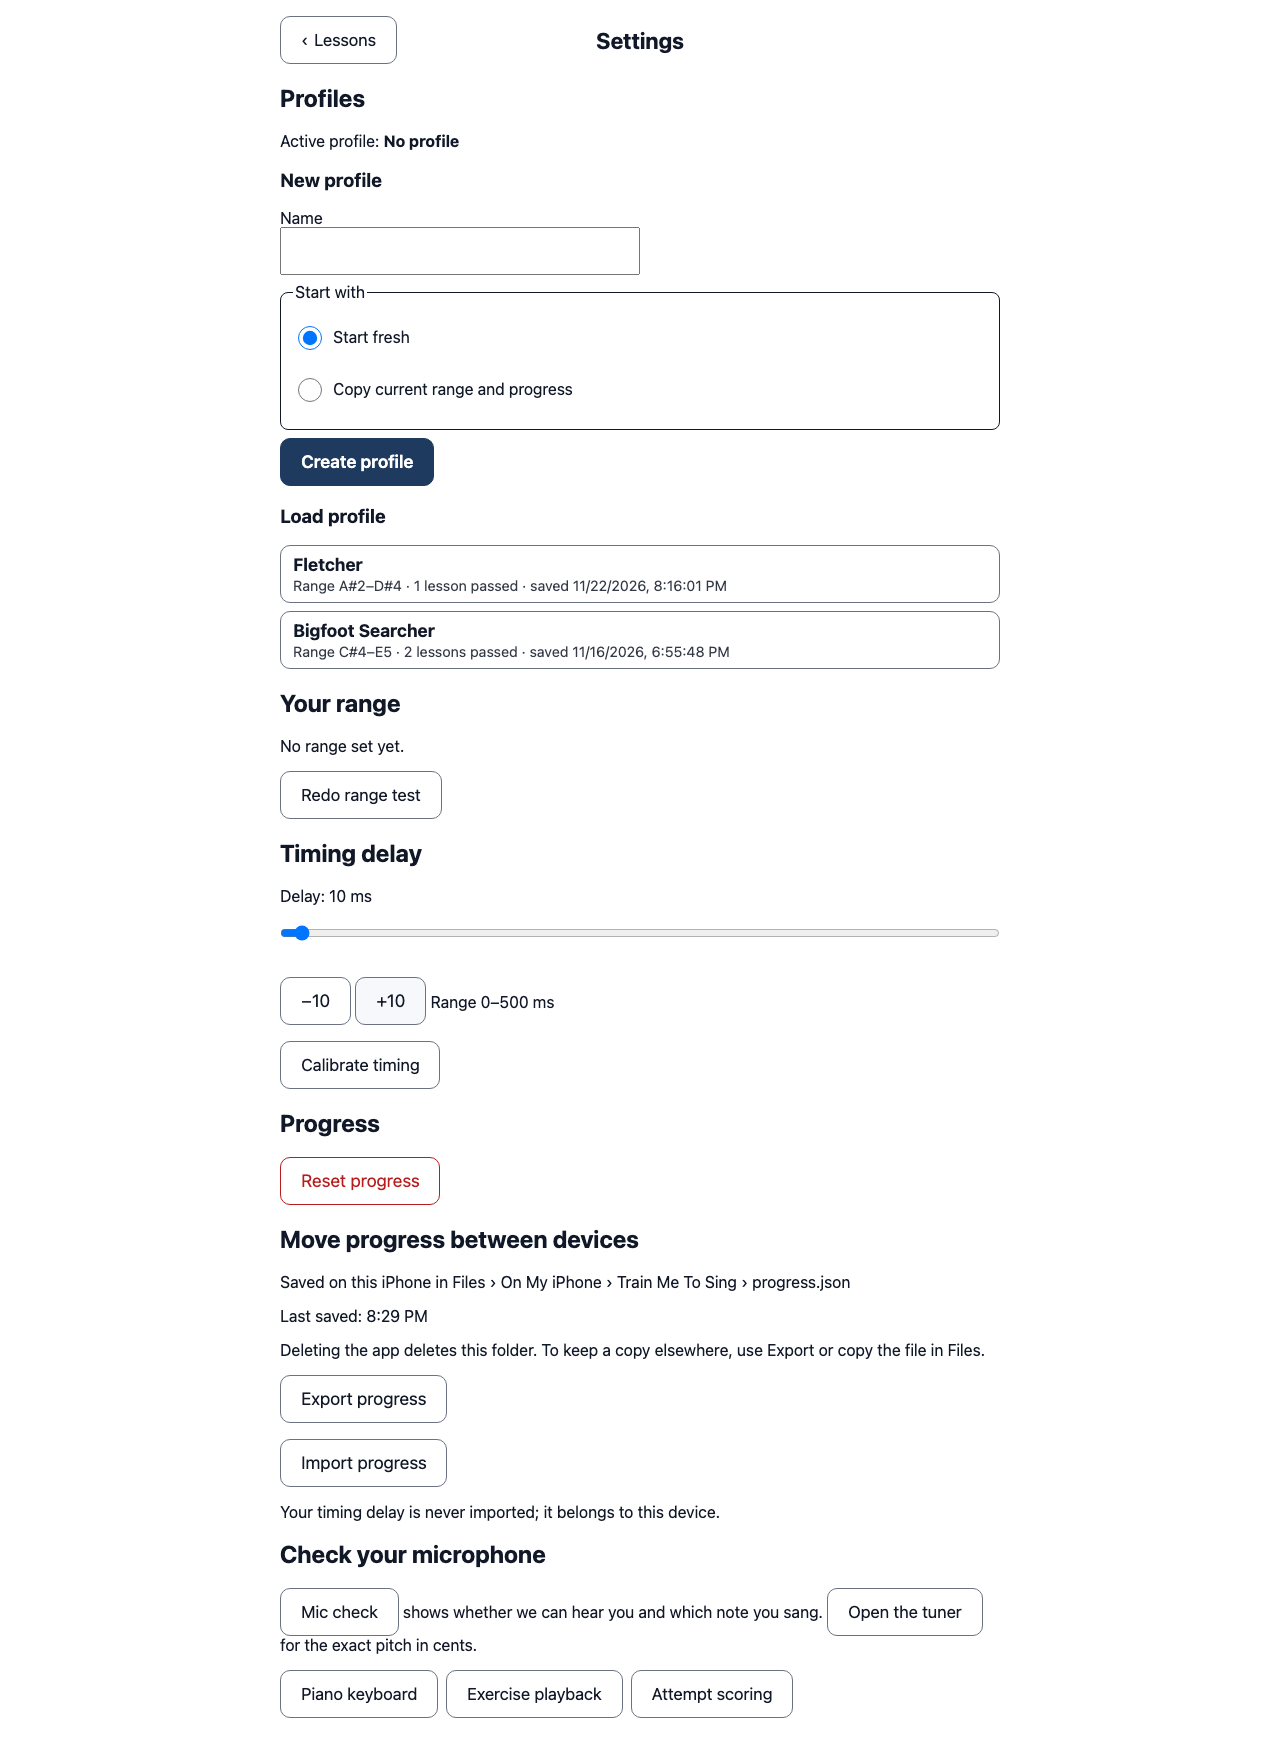 ‹ Lessons
Settings
Profiles
Active profile: No profile
New profile
Name
Start with
Start fresh
Copy current range and progress
Create profile
Load profile
Fletcher
Range A#2–D#4 · 1 lesson passed · saved 11/22/2026, 8:16:01 PM
Bigfoot Searcher
Range C#4–E5 · 2 lessons passed · saved 11/16/2026, 6:55:48 PM
Your range
No range set yet.
Redo range test
Timing delay
Delay: 10 ms
−10 +10 Range 0–500 ms
Calibrate timing
Progress
Reset progress
Move progress between devices
Saved on this iPhone in Files › On My iPhone › Train Me To Sing › progress.json
Last saved: 8:29 PM
Deleting the app deletes this folder. To keep a copy elsewhere, use Export or copy the file in Files.
Export progress
Import progress
Your timing delay is never imported; it belongs to this device.
Check your microphone
Mic check shows whether we can hear you and which note you sang. Open the tuner
for the exact pitch in cents.
Piano keyboard Exercise playback Attempt scoring